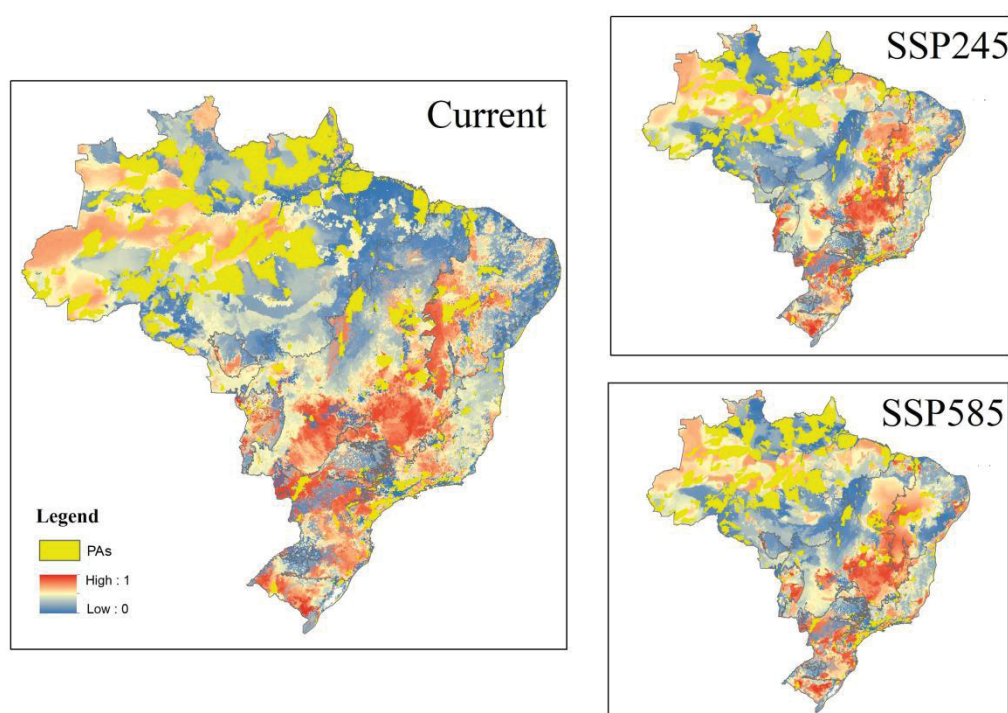 Current
Legend
PAs
High : 1
Low : 0
SSP245
SSP585